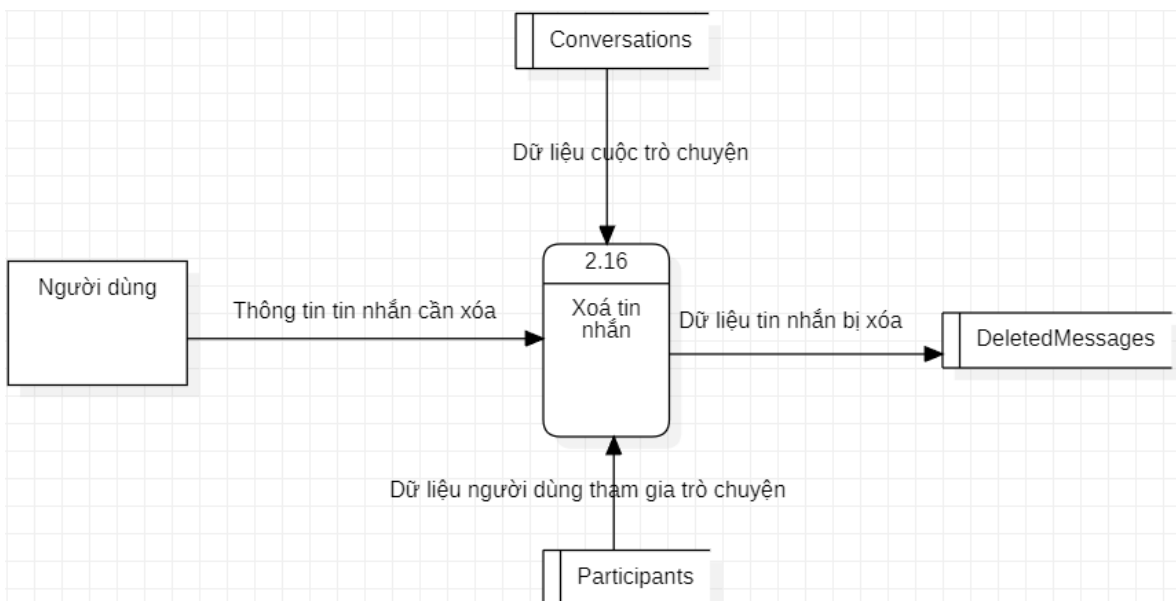 Conversations
Dữ liệu cuộc trò chuyện
2.16
Người dùng
Thông tin tin nhắn cần xóa
Xoá tin
nhắn
Dữ liệu tin nhắn bị xóa
DeletedMessages
Dữ liệu người dùng tham gia trò chuyện
Participants